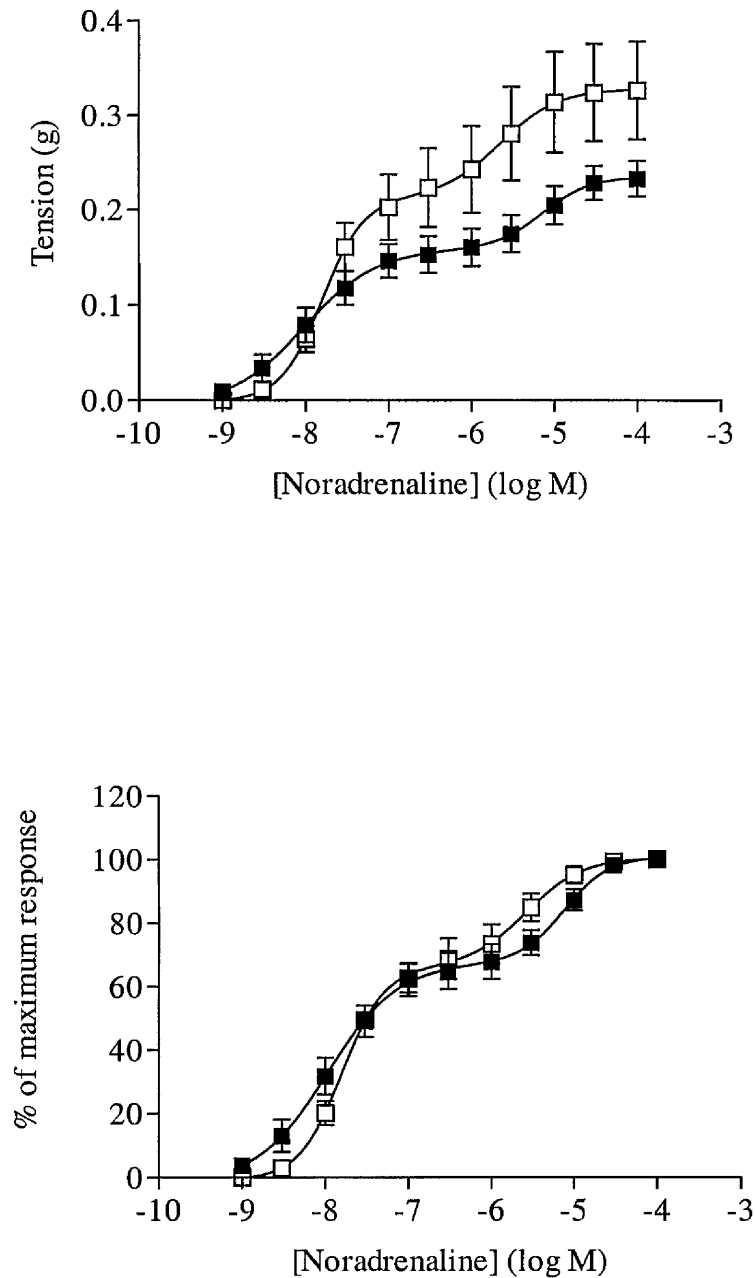 0.4
0.3
0.2
0.1
0.0
Tension (g)
-10 -9 -8 -7 -6 -5 -4 -3
[Noradrenaline] (log M)
120
100
80
60
40
20
0
% of maximum response
-10 -9 -8 -7 -6 -5 -4 -3
[Noradrenaline] (log M)